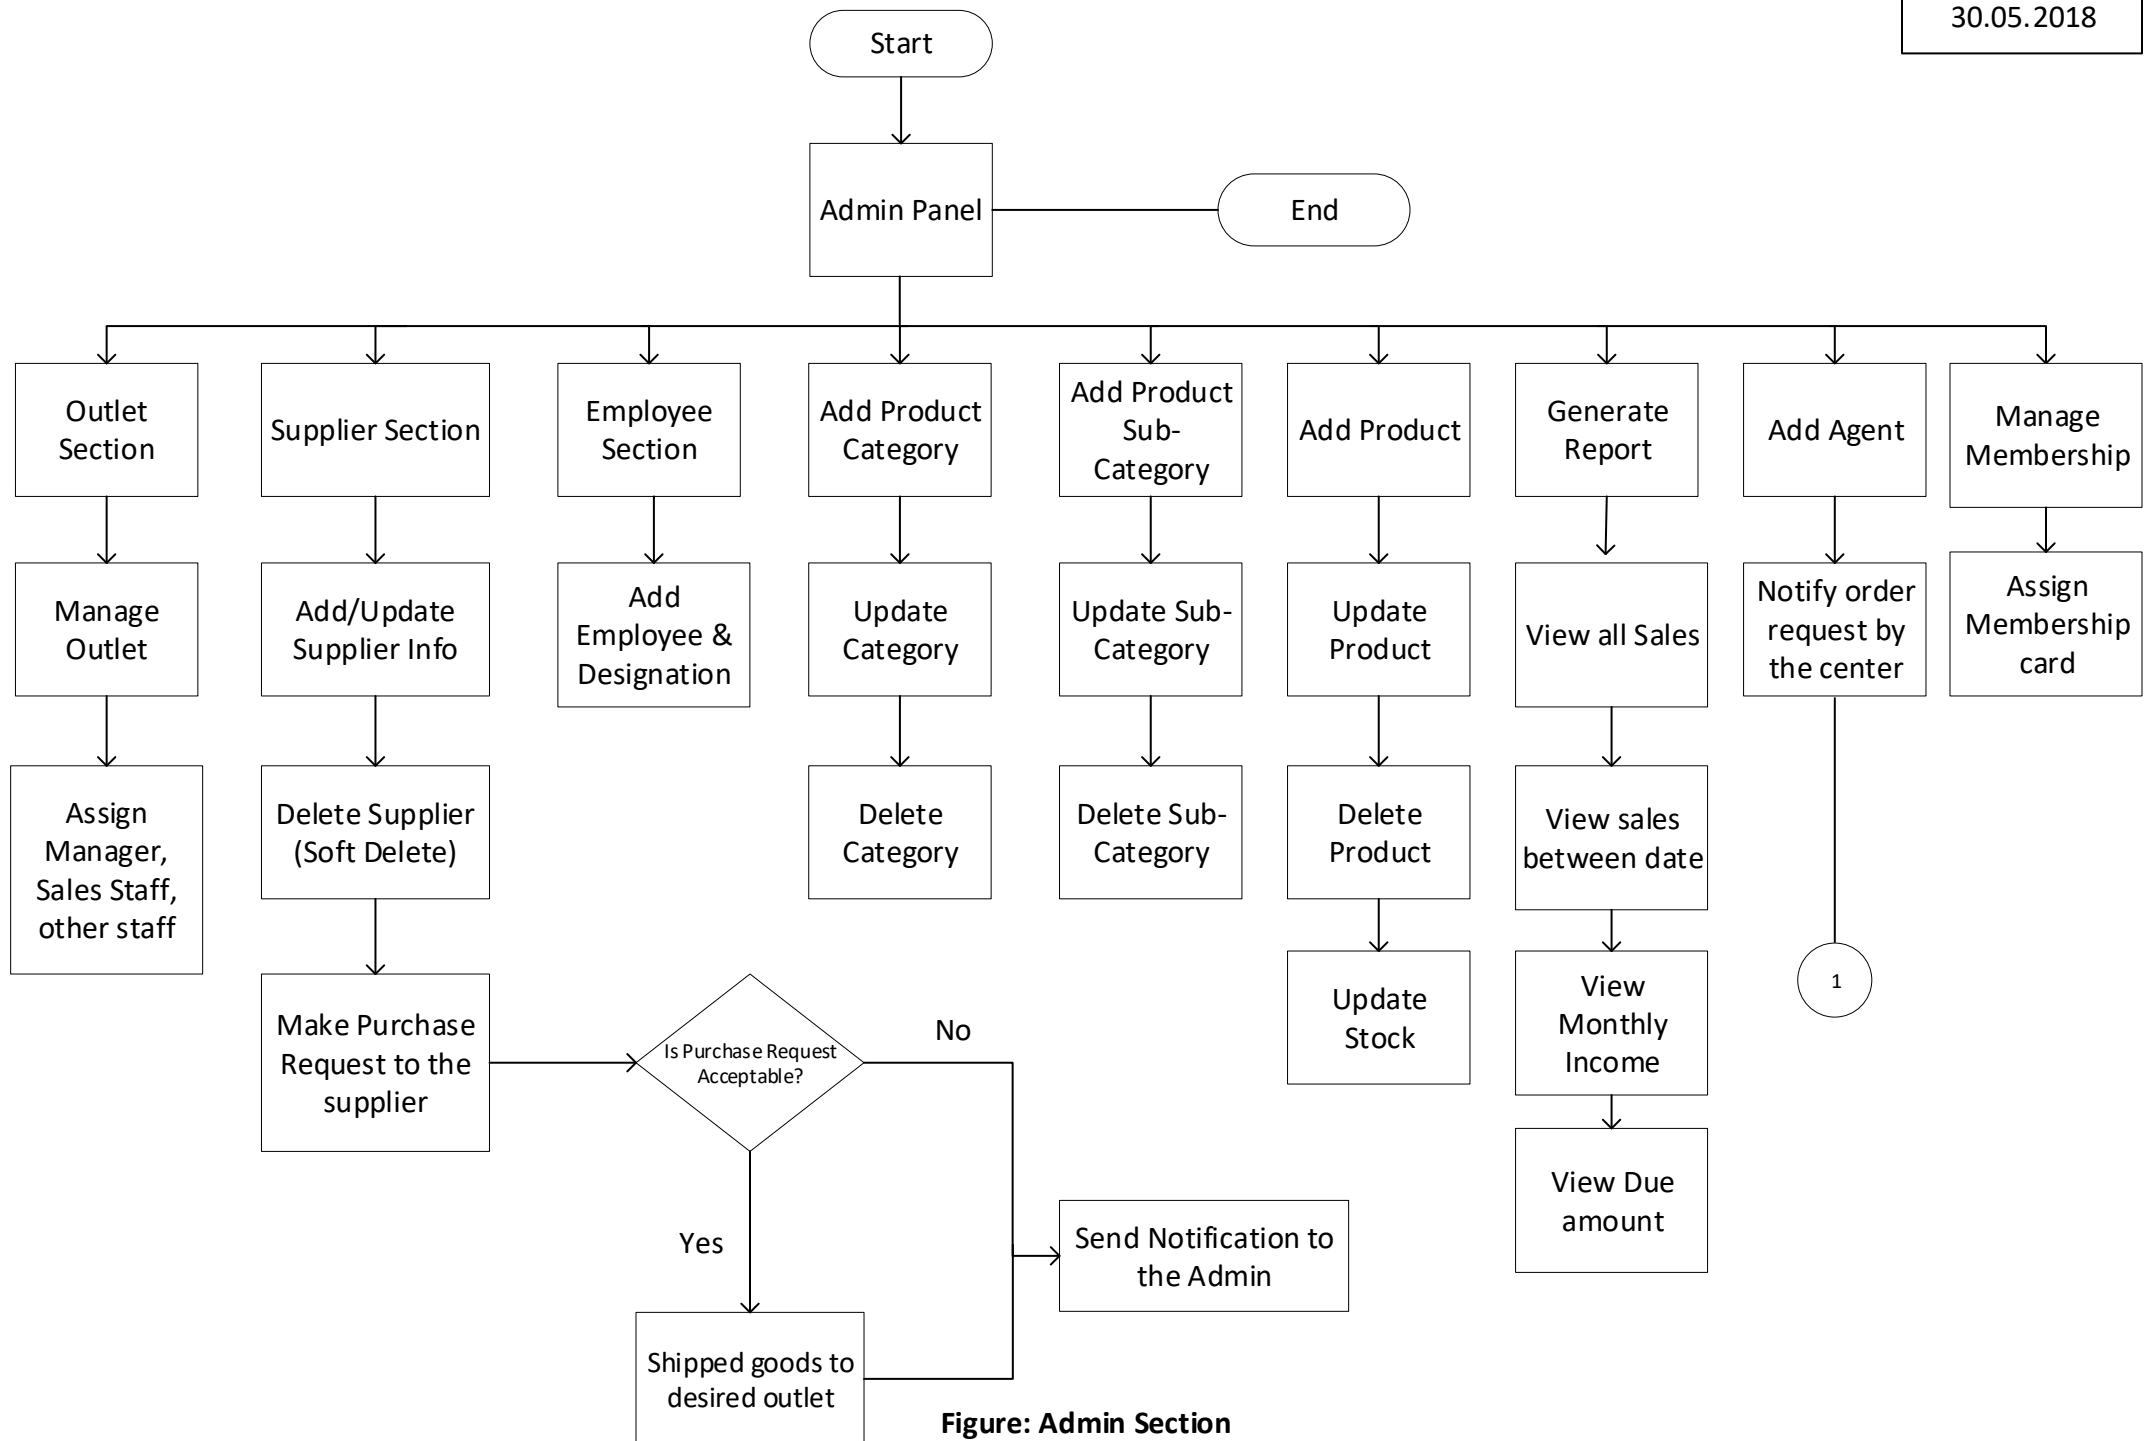 30.05.2018
Start
Admin Panel
End
Outlet
Section
Supplier Section
Employee
Section
Add Product
Category
Add Product
Sub-
Category
Add Product
Generate
Report
Add Agent
Manage
Membership
Manage
Outlet
Add/Update
Supplier Info
Add
Employee &
Designation
Update
Category
Update Sub-
Category
Update
Product
View all Sales
Notify order
request by
the center
Assign
Membership
card
Assign
Manager,
Sales Staff,
other staff
Delete Supplier
(Soft Delete)
Delete
Category
Delete Sub-
Category
Delete
Product
View sales
between date
Make Purchase
Request to the
supplier
Is Purchase Request
Acceptable?
No
Update
Stock
View
Monthly
Income
1
Yes
Send Notification to
the Admin
View Due
amount
Shipped goods to
desired outlet
Figure: Admin Section